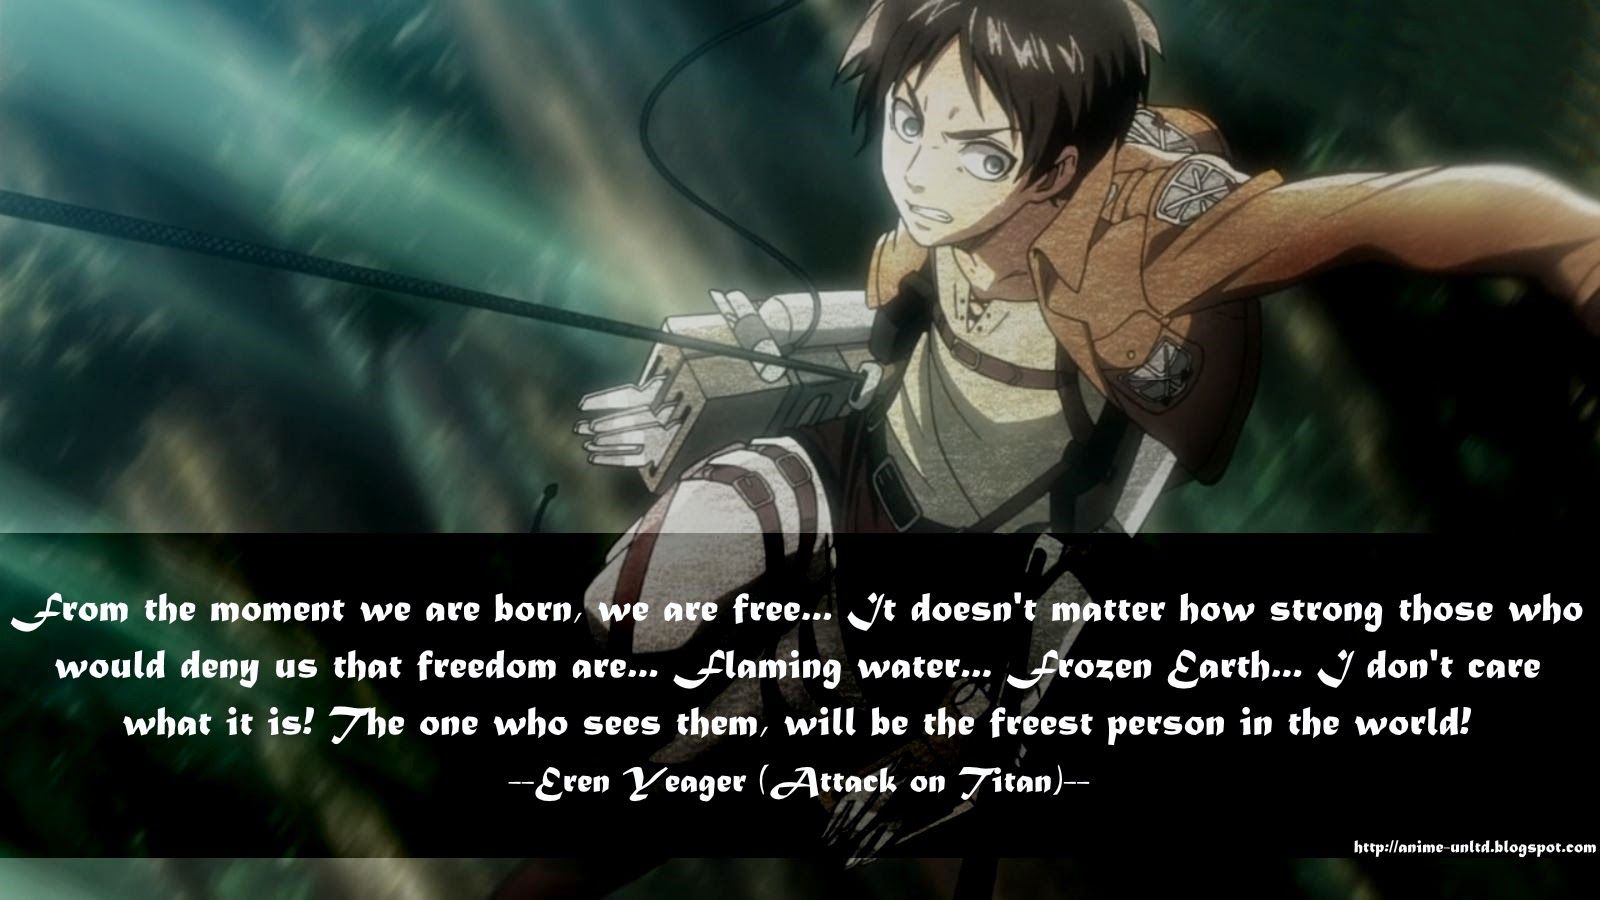 From the moment we are born, we are free... It doesn't matter how strong those who
would deny us that freedom are... Flaming water... Frozen Earth... I don't care
what it is! The one who sees them, will be the freest person in the world!
--Eren Yeager (Attack on Titan)--
http://anime-unltd.blogspot.com